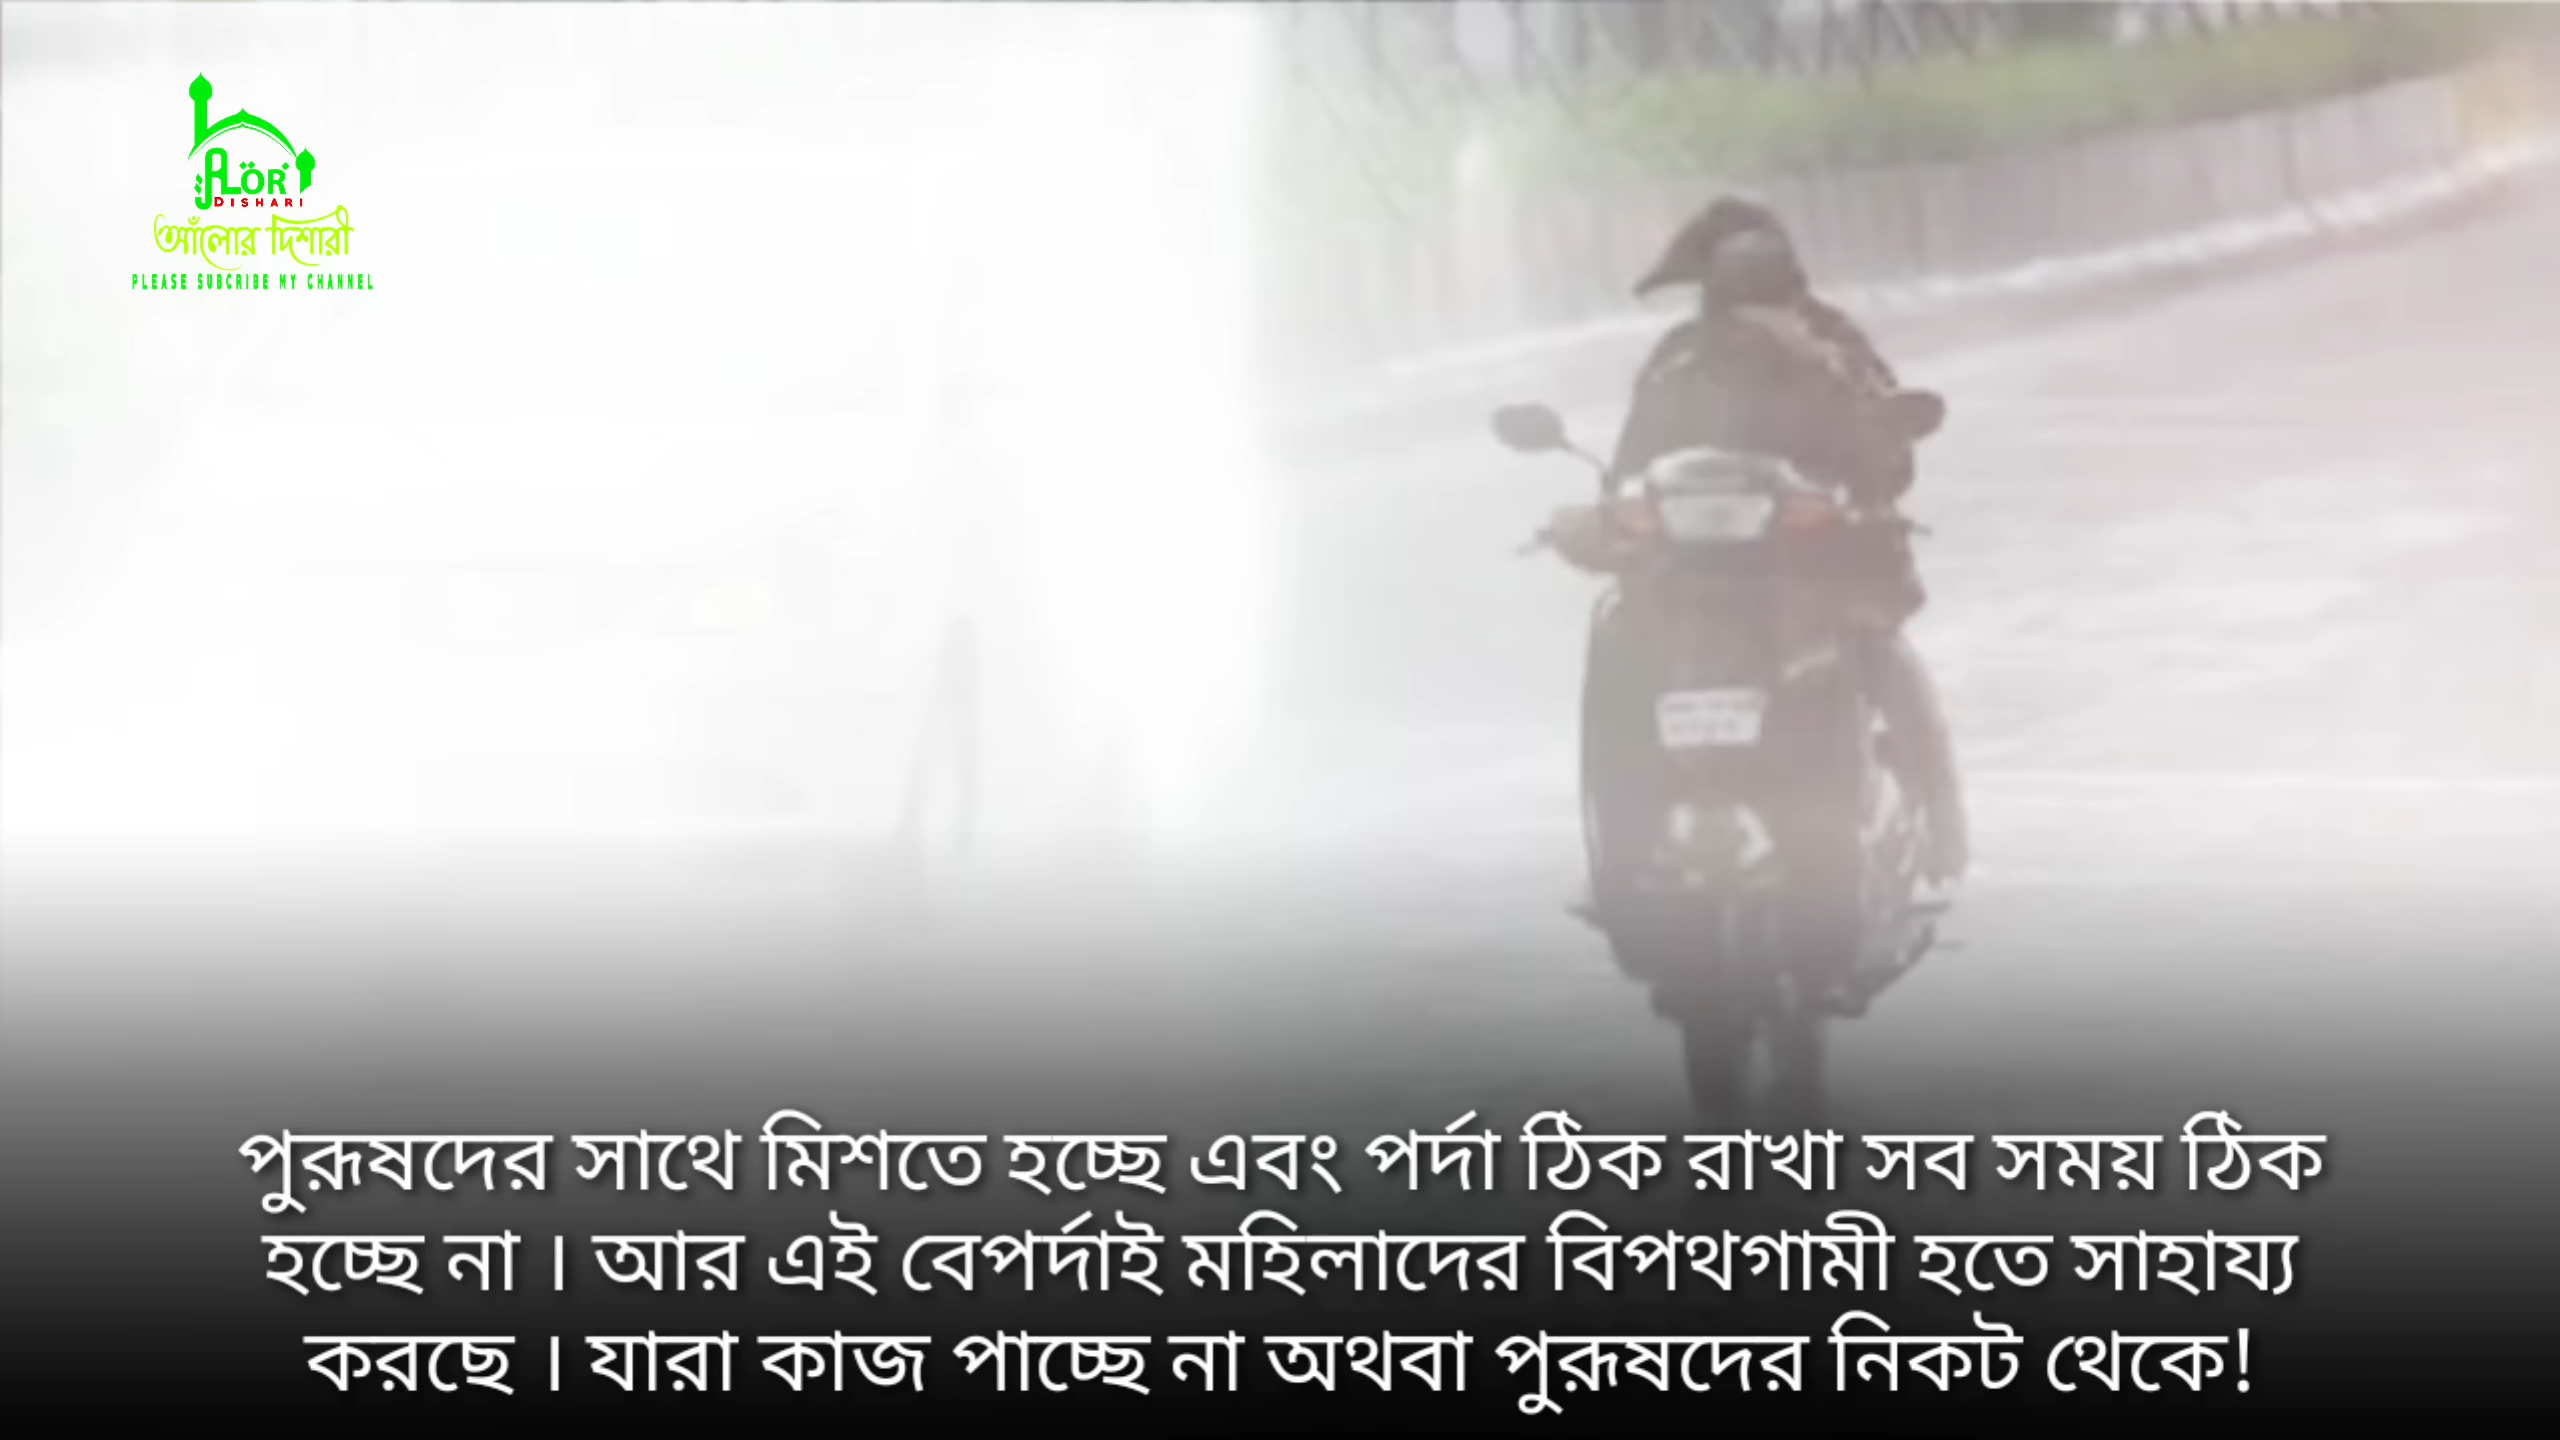 ALÖR
DISHARI
আঁলোর দিশারী
PLEASE SUBCRIBE MY CHANNEL
পুরূষদের সাথে মিশতে হচ্ছে এবং পর্দা ঠিক রাখা সব সময় ঠিক
হচ্ছে না । আর এই বেপর্দাই মহিলাদের বিপথগামী হতে সাহায্য
করছে । যারা কাজ পাচ্ছে না অথবা পুরূষদের নিকট থেকে!